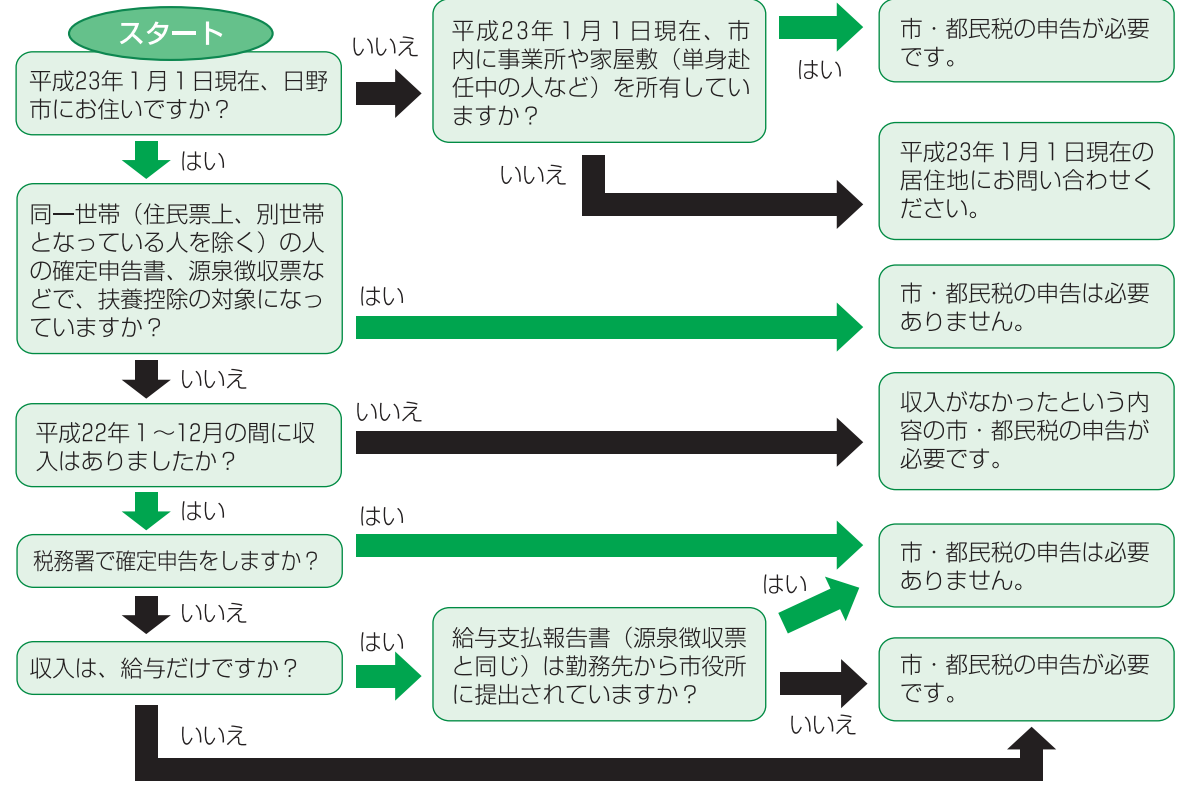 スタート
平成23年1月1日現在、日野
市にお住いですか？
いいえ
平成23年1月1日現在、市
内に事業所や家屋敷（単身赴
任中の人など）を所有してい
ますか？
はい
市・都民税の申告が必要
です。
いいえ
平成23年1月1日現在の
居住地にお問い合わせく
ださい。
はい
同一世帯（住民票上、別世帯
となっている人を除く）の人
の確定申告書、源泉徴収票な
どで、扶養控除の対象になっ
ていますか？
はい
市・都民税の申告は必要
ありません。
いいえ
平成22年1～12月の間に収
入はありましたか？
いいえ
収入がなかったという内
容の市・都民税の申告が
必要です。
はい
税務署で確定申告をしますか？
はい
市・都民税の申告は必要
ありません。
いいえ
収入は、給与だけですか？
はい
給与支払報告書（源泉徴収票
と同じ）は勤務先から市役所
に提出されていますか？
はい
いいえ
市・都民税の申告が必要
です。
いいえ